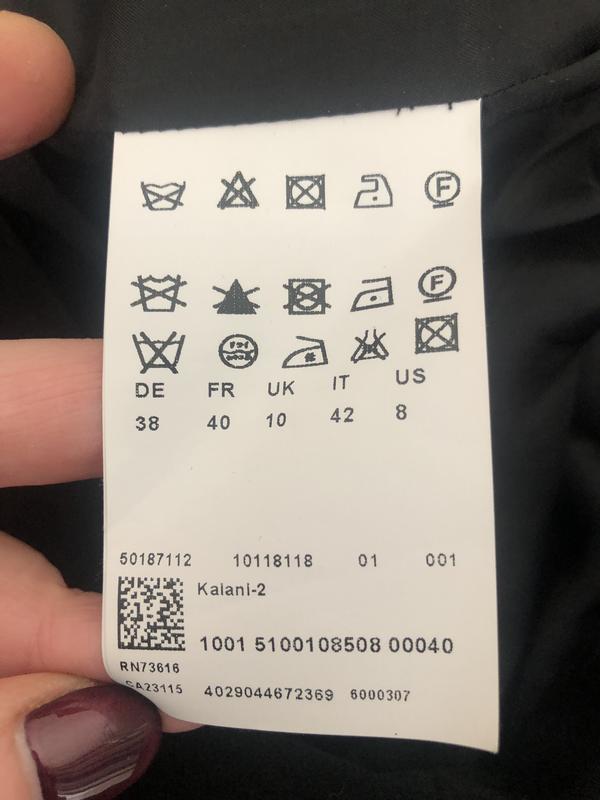 F
F
DE FR UK IT US
38 40 10 42 8
50187112 10118118 01 001
Kalani-2
1001 5100108508 00040
RN73616
CA23115 4029044672369 6000307